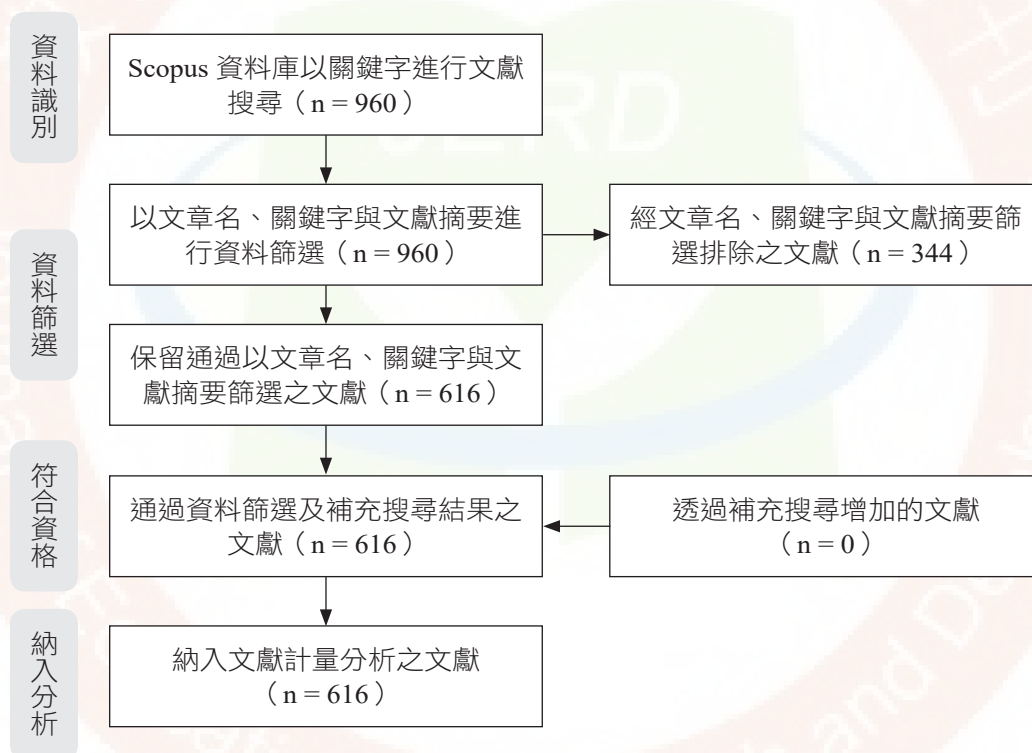 資料識別
Scopus 資料庫以關鍵字進行文獻
搜尋（n = 960）
資料篩選
以文章名、關鍵字與文獻摘要進
行資料篩選（n = 960）
經文章名、關鍵字與文獻摘要篩
選排除之文獻（n = 344）
保留通過以文章名、關鍵字與文
獻摘要篩選之文獻（n = 616）
符合資格
通過資料篩選及補充搜尋結果之
文獻（n = 616）
透過補充搜尋增加的文獻
（n = 0）
納入分析
納入文獻計量分析之文獻
（n = 616）
JERD
and